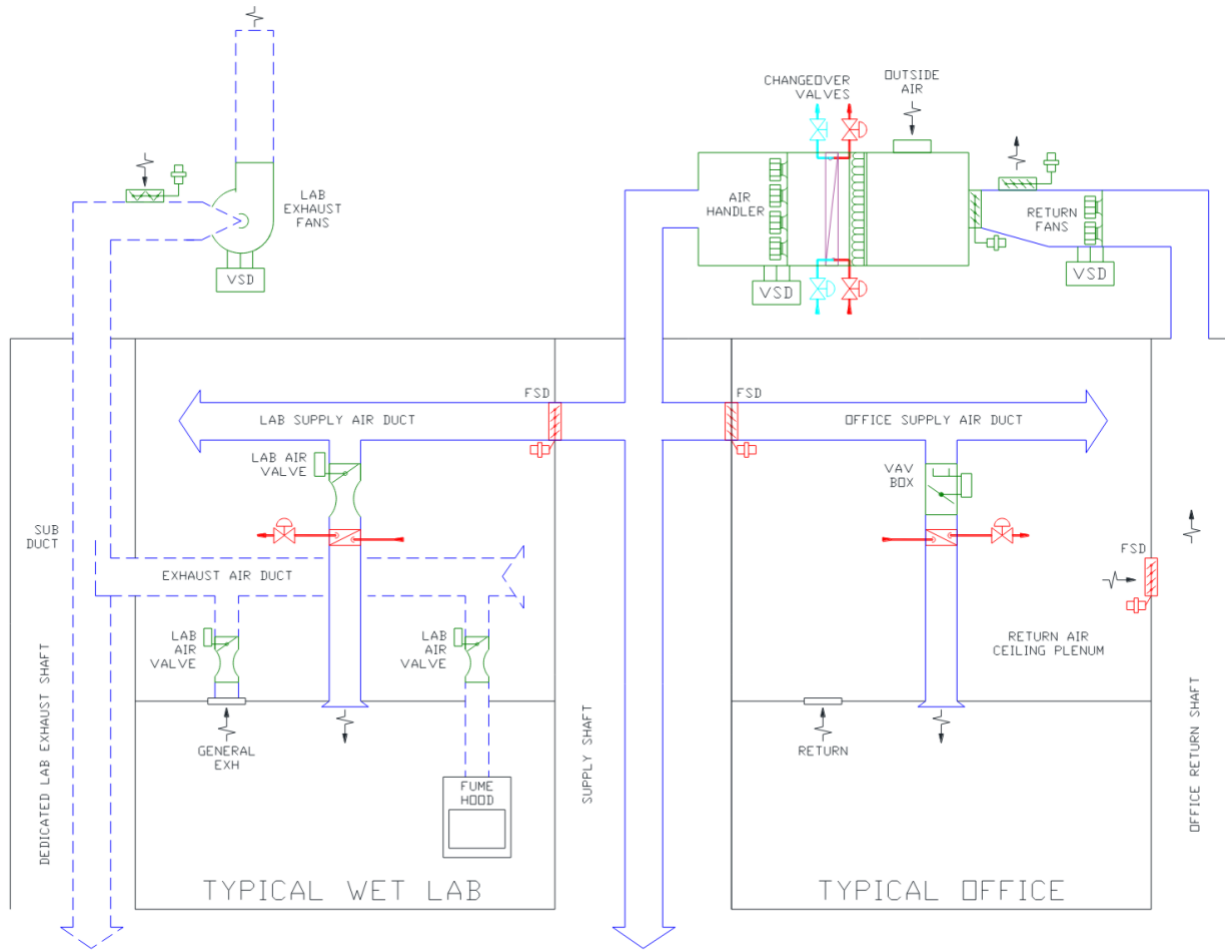 CHANGEOVER
VALVES
OUTSIDE
AIR
LAB
EXHAUST
FANS
VSD
AIR
HANDLER
VSD
RETURN
FANS
VSD
FSD
FSD
LAB SUPPLY AIR DUCT
OFFICE SUPPLY AIR DUCT
LAB AIR
VALVE
VAV
BOX
SUB
DUCT
FSD
EXHAUST AIR DUCT
LAB
AIR
VALVE
LAB
AIR
VALVE
RETURN AIR
CEILING PLENUM
DEDICATED LAB EXHAUST SHAFT
SUPPLY SHAFT
OFFICE RETURN SHAFT
GENERAL
EXH
RETURN
FUME
HOOD
TYPICAL WET LAB
TYPICAL OFFICE